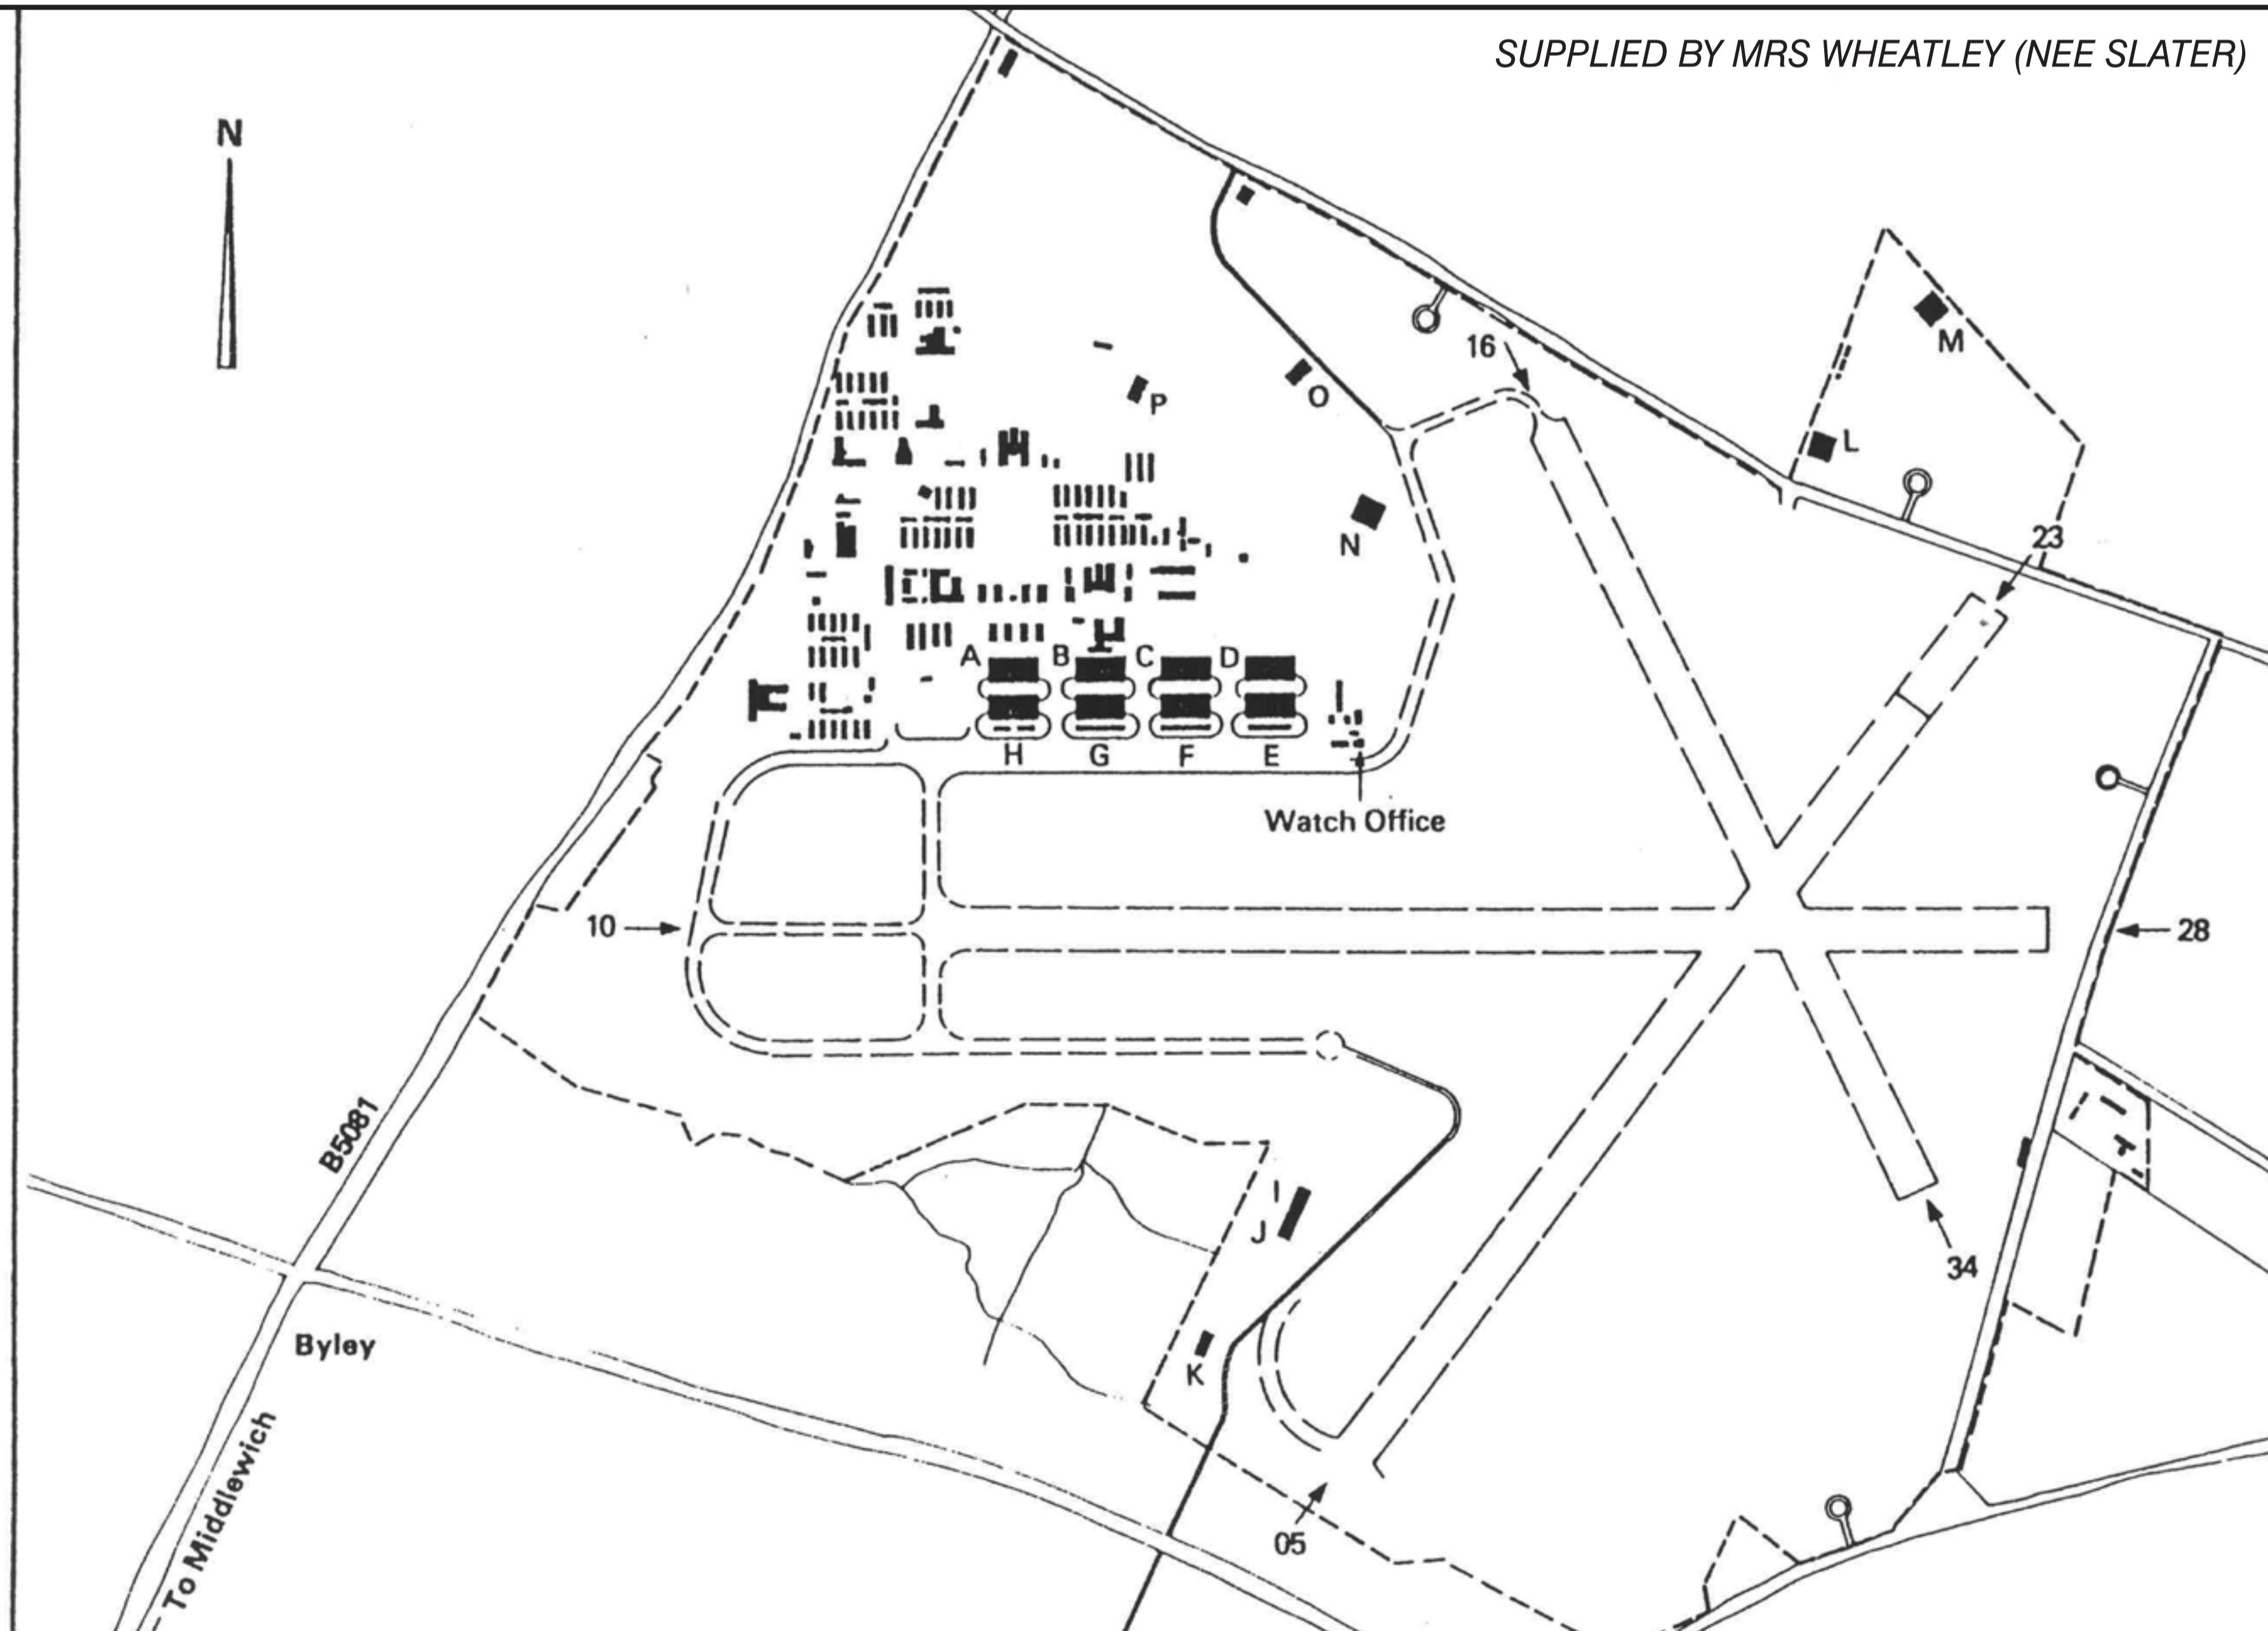 SUPPLIED BY MRS WHEATLEY (NEE SLATER)
N
16
M
O
P
L
N
23
A
B
C
D
H
G
F
E
Watch Office
10
28
B5081
I
J
34
Byley
K
To Middlewich
05